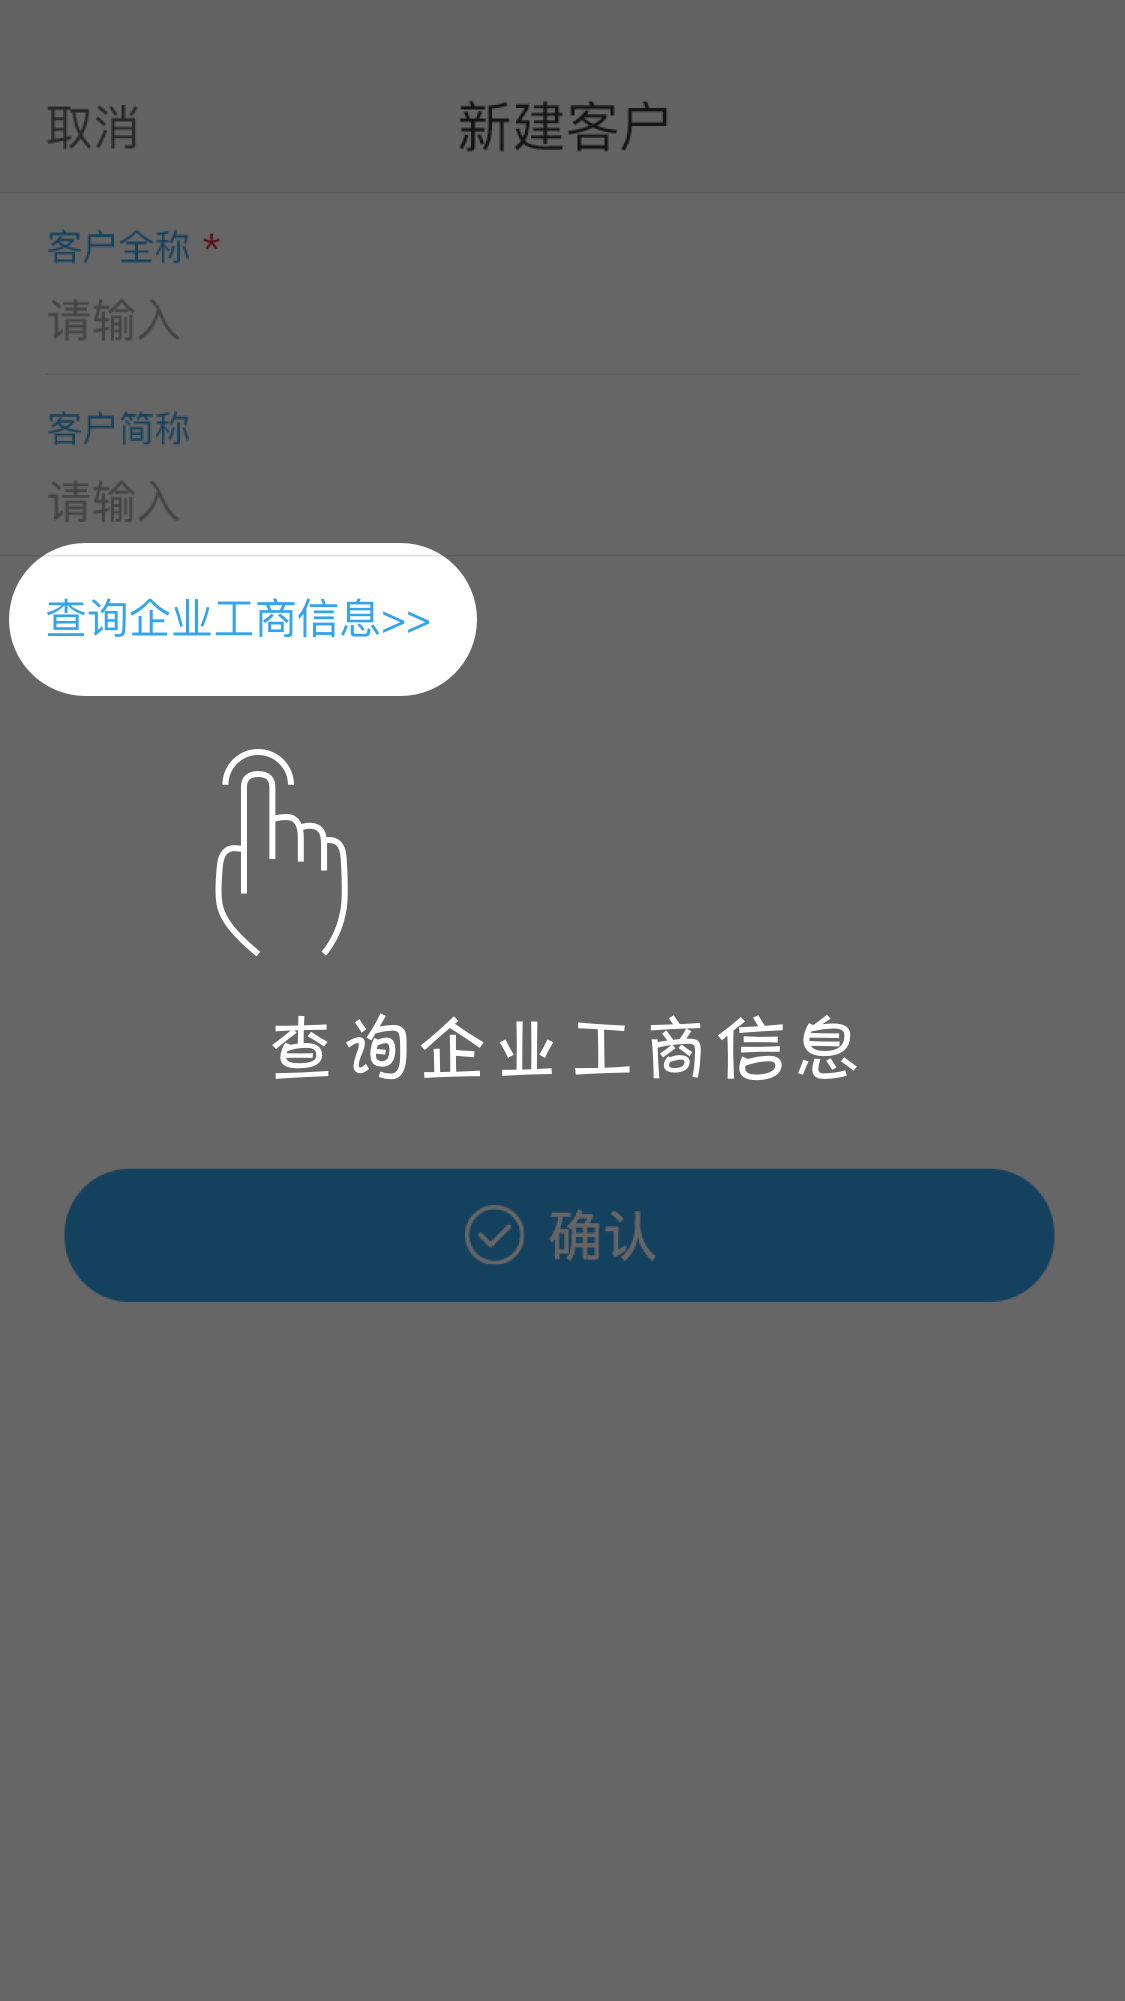 取消
新建客户
客户全称 *
请输入
客户简称
请输入
查询企业工商信息>>
查询企业工商信息
确认